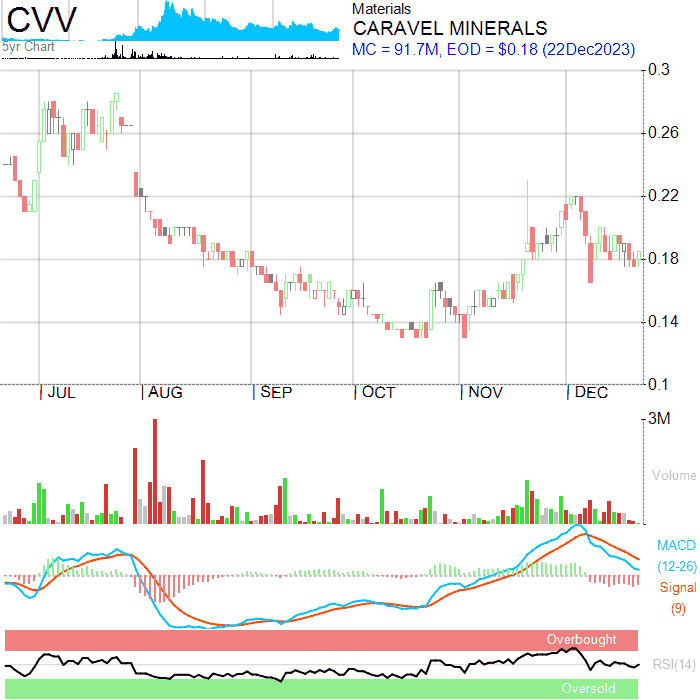 CVV
5yr Chart
Materials
CARAVEL MINERALS
MC = 91.7M, EOD = $0.18 (22Dec2023)
0.3
0.26
0.22
0.18
0.14
0.1
JUL AUG SEP OCT NOV DEC
3M
Volume
MACD
(12-26)
Signal
(9)
Overbought
RSI(14)
Oversold